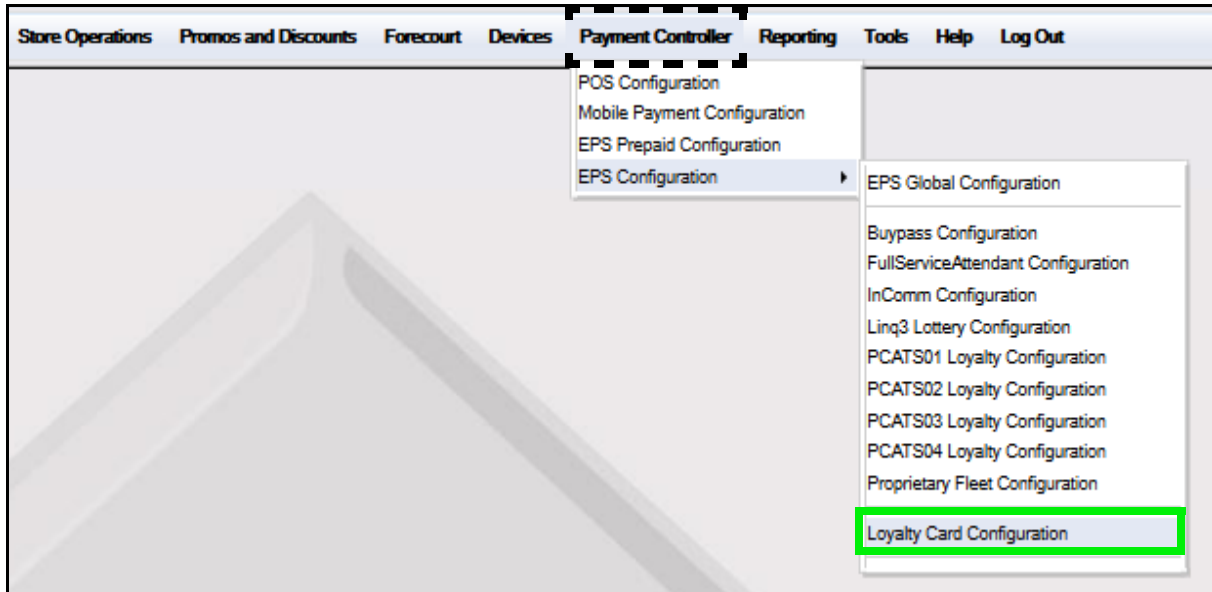 Store Operations Promos and Discounts Forecourt Devices Payment Controller Reporting Tools Help Log Out
POS Configuration
Mobile Payment Configuration
EPS Prepaid Configuration
EPS Configuration
EPS Global Configuration
Buypass Configuration
FullServiceAttendant Configuration
InComm Configuration
Linq3 Lottery Configuration
PCATS01 Loyalty Configuration
PCATS02 Loyalty Configuration
PCATS03 Loyalty Configuration
PCATS04 Loyalty Configuration
Proprietary Fleet Configuration
Loyalty Card Configuration